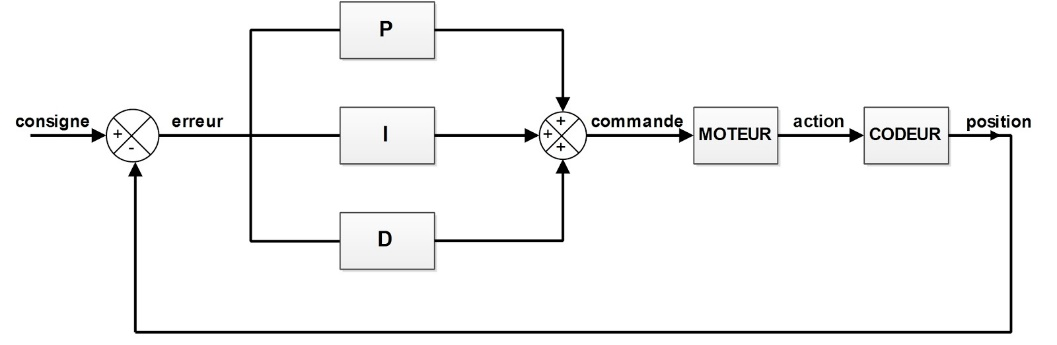 P
consigne
+
-
erreur
I
+
+
+
commande
MOTEUR
action
CODEUR
position
D